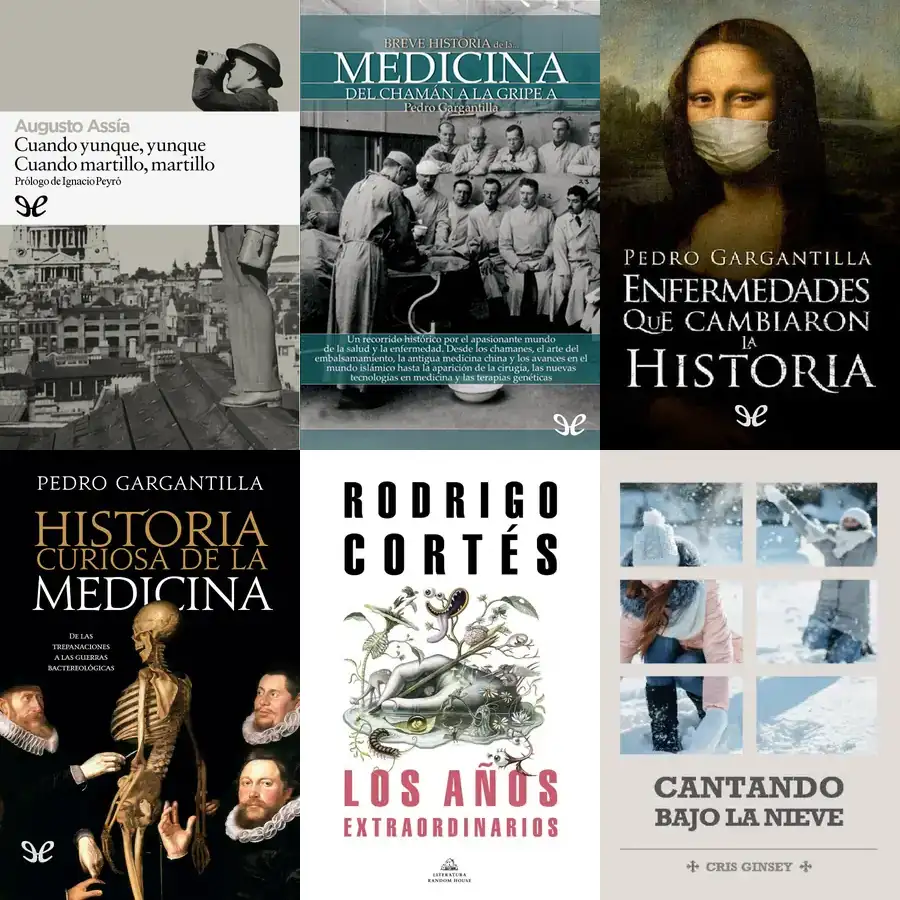 Augusto Assía
Cuando yunque, yunque
Cuando martillo, martillo
Prólogo de Ignacio Peyró
BREVE HISTORIA de la...
MEDICINA
DEL CHAMÁN A LA GRIPE A
Pedro Gargantilla
Un recorrido histórico por el apasionante mundo
de la salud y la enfermedad. Desde los chamanes, el arte del
embalsamamiento, la antigua medicina china y los avances en el
mundo islámico hasta la aparición de la cirugía, las nuevas
tecnologías en medicina y las terapias genéticas
PEDRO GARGANTILLA
ENFERMEDADES
QUE CAMBIARON
LA
HISTORIA
PEDRO GARGANTILLA
HISTORIA
CURIOSA DE LA
MEDICINA
DE LAS
TREPANACIONES
A LAS GUERRAS
BACTEREOLÓGICAS
RODRIGO
CORTÉS
LOS AÑOS
EXTRAORDINARIOS
LITERATURA
RANDOM HOUSE
CANTANDO
BAJO LA NIEVE
CRIS GINSEY